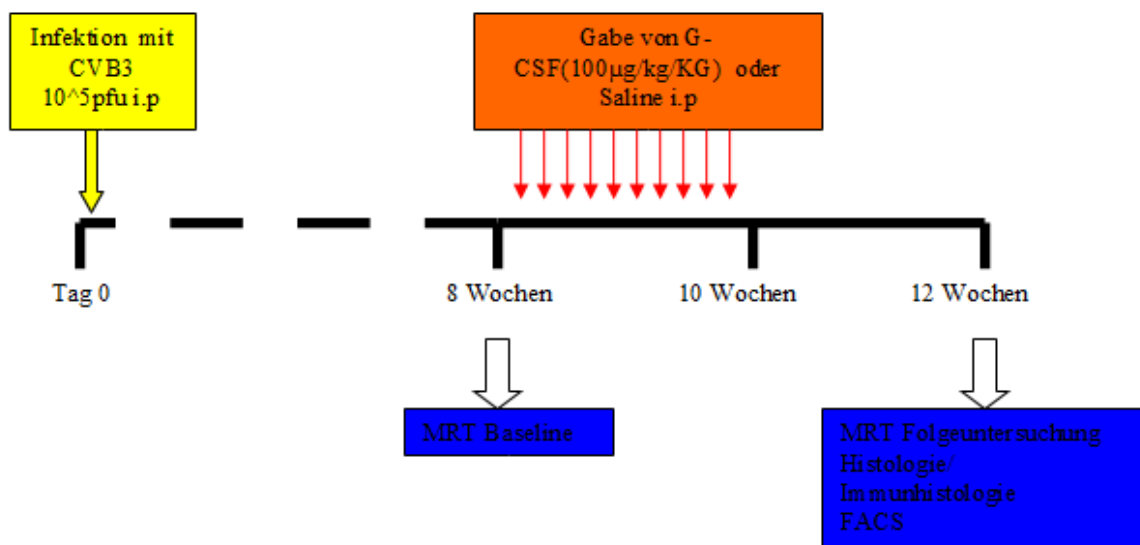 Infektion mit
CVB3
10^5pfu i.p
Gabe von G-
CSF(100µg/kg/KG) oder
Saline i.p
Tag 0
8 Wochen
10 Wochen
12 Wochen
MRT Baseline
MRT Folgeuntersuchung
Histologie/
Immunhistologie
FACS